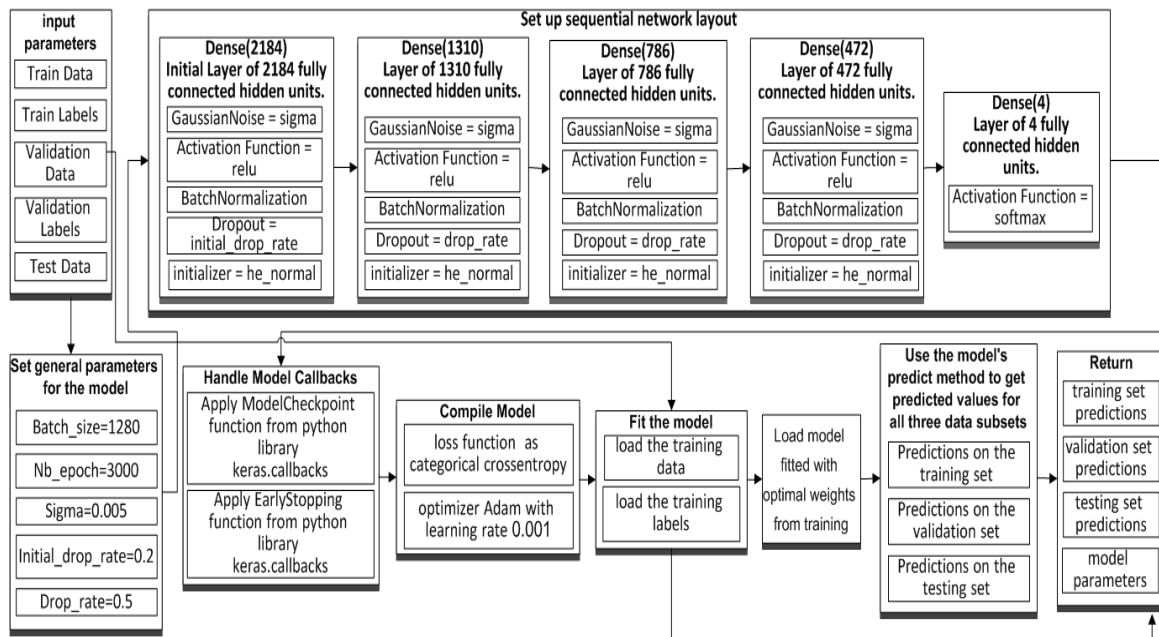 input
parameters
Train Data
Train Labels
Validation
Data
Validation
Labels
Test Data
Set up sequential network layout
Dense(2184)
Initial Layer of 2184 fully
connected hidden units.
GaussianNoise = sigma
Activation Function =
relu
BatchNormalization
Dropout =
initial_drop_rate
initializer = he_normal
Dense(1310)
Layer of 1310 fully
connected hidden units.
GaussianNoise = sigma
Activation Function =
relu
BatchNormalization
Dropout = drop_rate
initializer = he_normal
Dense(786)
Layer of 786 fully
connected hidden units.
GaussianNoise = sigma
Activation Function =
relu
BatchNormalization
Dropout = drop_rate
initializer = he_normal
Dense(472)
Layer of 472 fully
connected hidden units.
GaussianNoise = sigma
Activation Function =
relu
BatchNormalization
Dropout = drop_rate
initializer = he_normal
Dense(4)
Layer of 4 fully
connected hidden
units.
Activation Function =
softmax
Set general parameters
for the model
Batch_size=1280
Nb_epoch=3000
Sigma=0.005
Initial_drop_rate=0.2
Drop_rate=0.5
Handle Model Callbacks
Apply ModelCheckpoint
function from python
library
keras.callbacks
Apply EarlyStopping
function from python
library
keras.callbacks
Compile Model
loss function as
categorical crossentropy
optimizer Adam with
learning rate 0.001
Fit the model
load the training
data
load the training
labels
Load model
fitted with
optimal weights
from training
Use the model's
predict method to get
predicted values for
all three data subsets
Predictions on the
training set
Predictions on the
validation set
Predictions on the
testing set
Return
training set
predictions
validation set
predictions
testing set
predictions
model
parameters